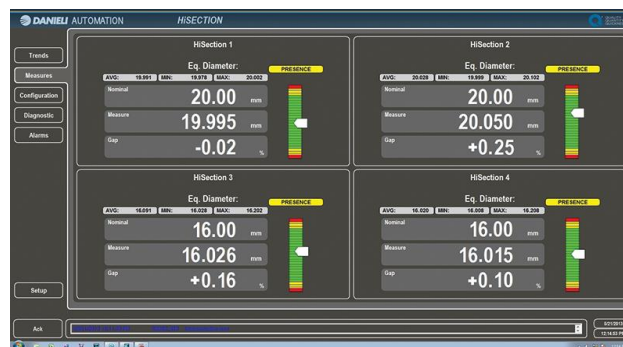 DANIELI AUTOMATION HiSECTION
Trends
Measures
Configuration
Diagnostic
Alarms
Setup
Ack
HiSection 1
Eq. Diameter:
PRESENCE
AVG: 19.991 MIN: 19.978 MAX: 20.002
Nominal
20.00 mm
Measure
19.995 mm
Gap
-0.02 %
HiSection 2
Eq. Diameter:
PRESENCE
AVG: 20.028 MIN: 19.999 MAX: 20.102
Nominal
20.00 mm
Measure
20.050 mm
Gap
+0.25 %
HiSection 3
Eq. Diameter:
PRESENCE
AVG: 16.091 MIN: 16.028 MAX: 16.202
Nominal
16.00 mm
Measure
16.026 mm
Gap
+0.16 %
HiSection 4
Eq. Diameter:
PRESENCE
AVG: 16.020 MIN: 16.008 MAX: 16.208
Nominal
16.00 mm
Measure
16.015 mm
Gap
+0.10 %